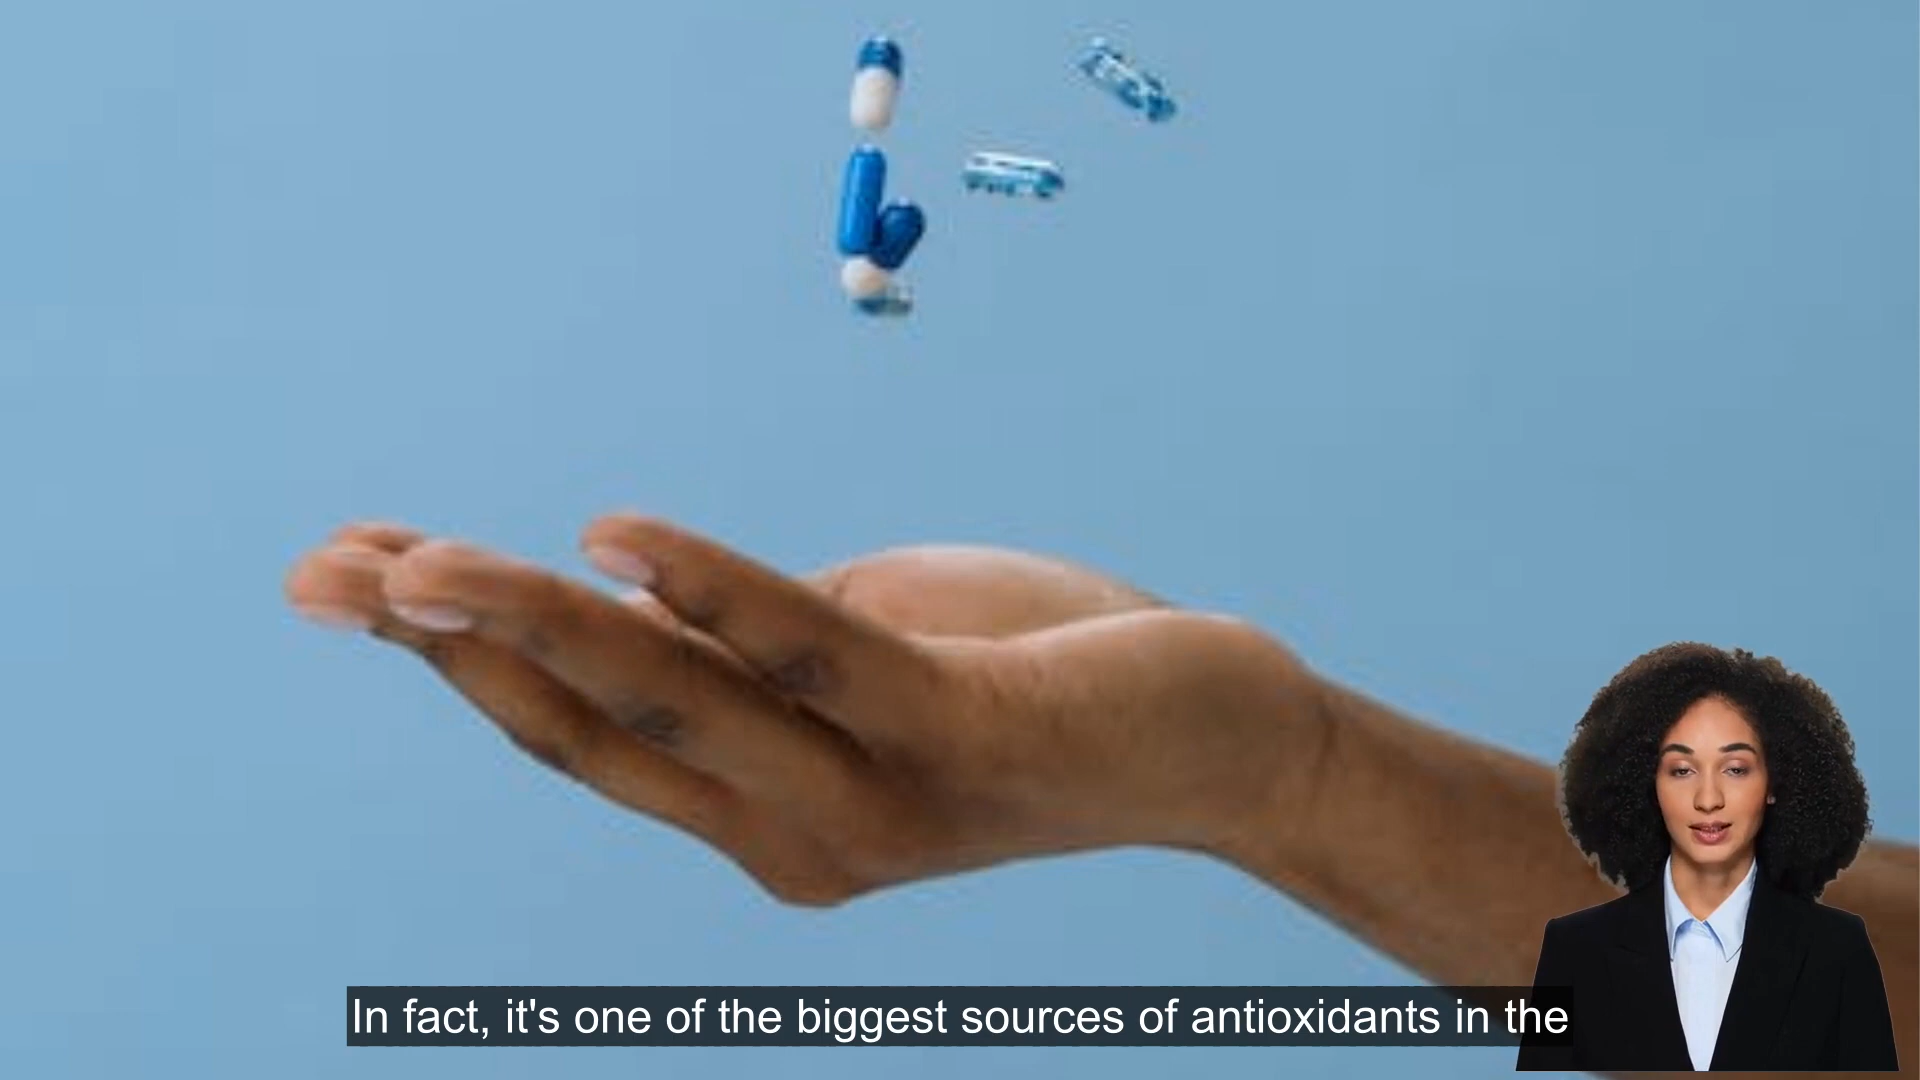 In fact, it's one of the biggest sources of antioxidants in the